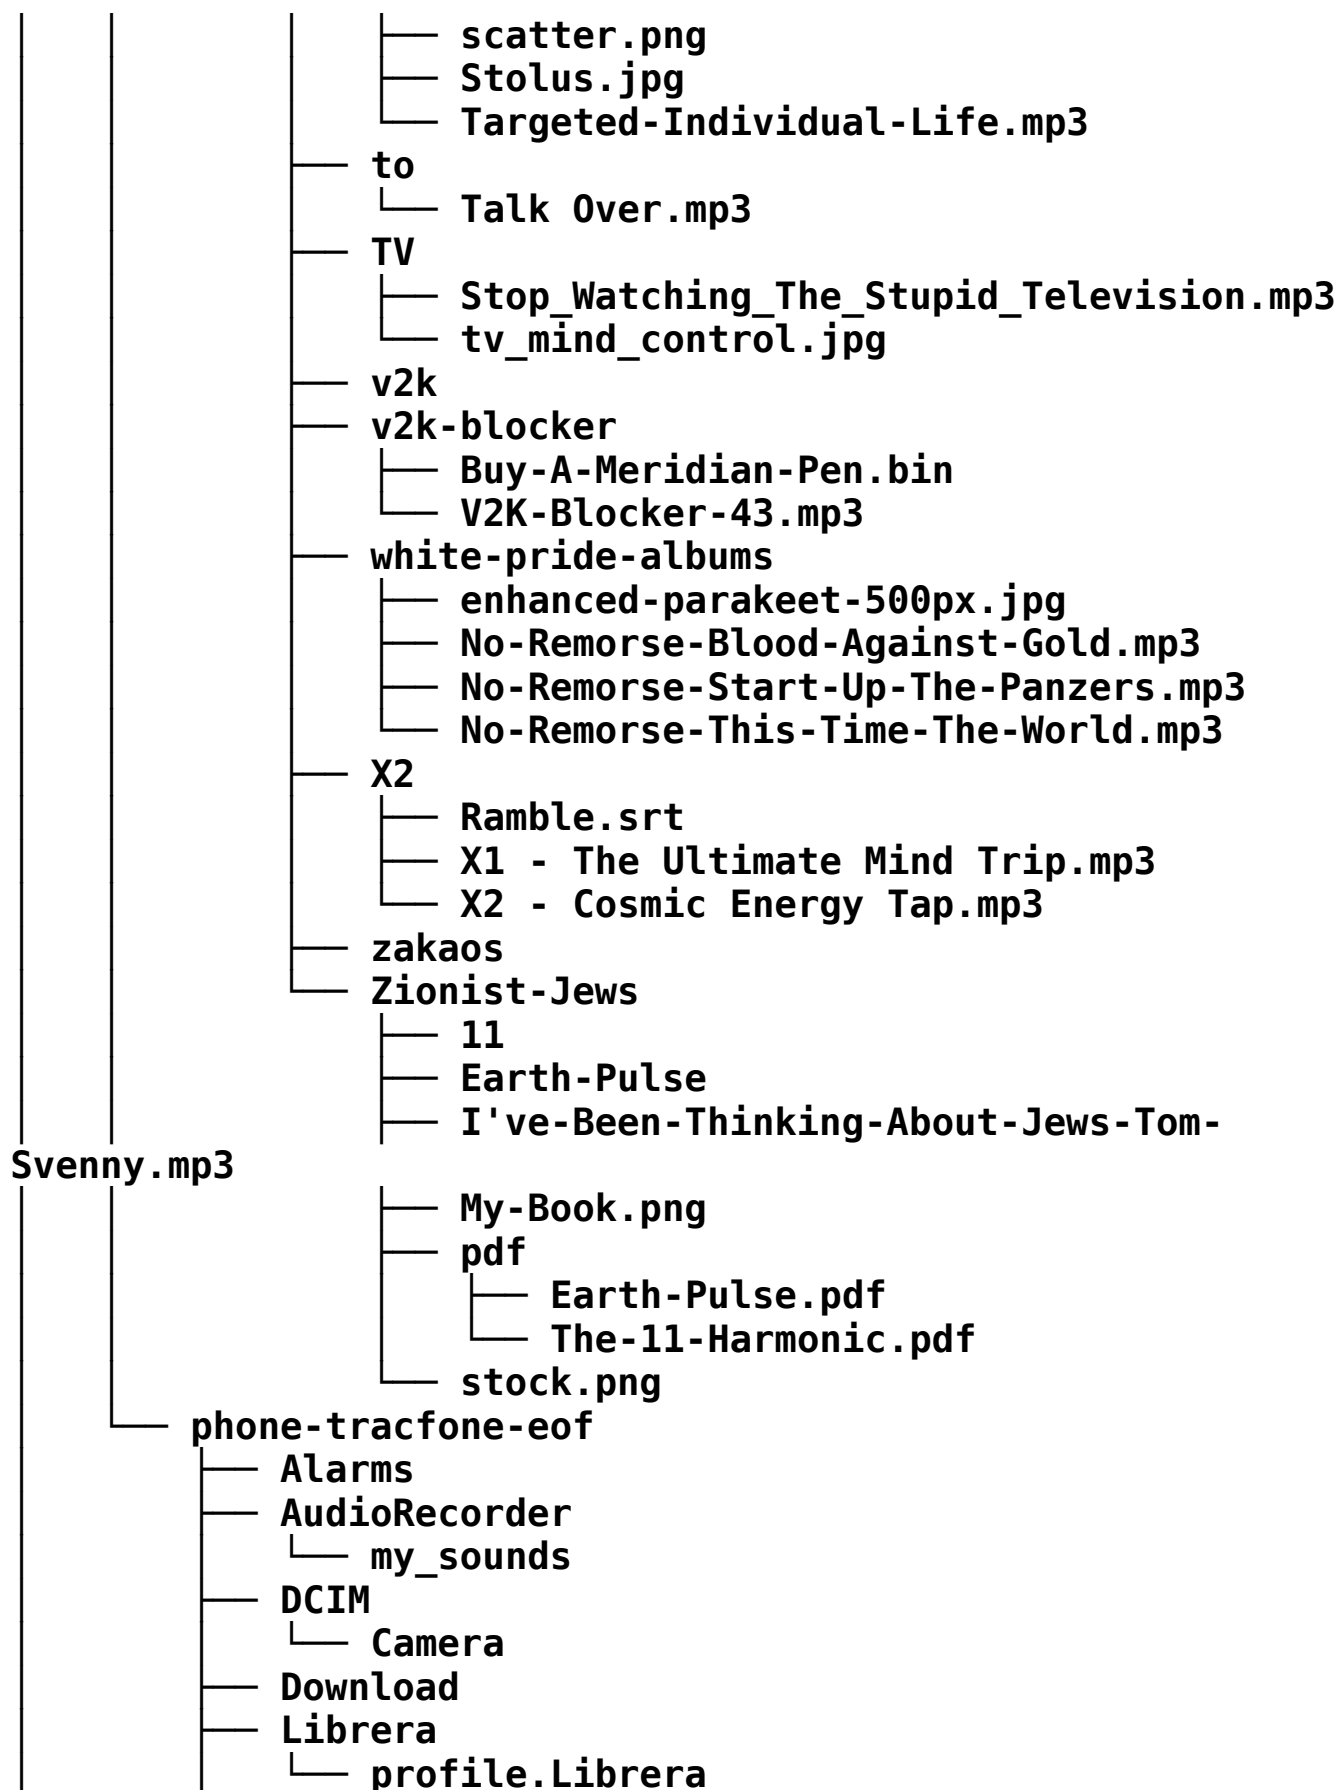 scatter.png
Stolus.jpg
Targeted-Individual-Life.mp3
to
Talk Over.mp3
TV
Stop_Watching_The_Stupid_Television.mp3
tv_mind_control.jpg
v2k
v2k-blocker
Buy-A-Meridian-Pen.bin
V2K-Blocker-43.mp3
white-pride-albums
enhanced-parakeet-500px.jpg
No-Remorse-Blood-Against-Gold.mp3
No-Remorse-Start-Up-The-Panzers.mp3
No-Remorse-This-Time-The-World.mp3
X2
Ramble.srt
X1 - The Ultimate Mind Trip.mp3
X2 - Cosmic Energy Tap.mp3
zakaos
Zionist-Jews
11
Earth-Pulse
I've-Been-Thinking-About-Jews-Tom-
Svenny.mp3
My-Book.png
pdf
Earth-Pulse.pdf
The-11-Harmonic.pdf
stock.png
phone-tracfone-eof
Alarms
AudioRecorder
my_sounds
DCIM
Camera
Download
Librera
profile.Librera